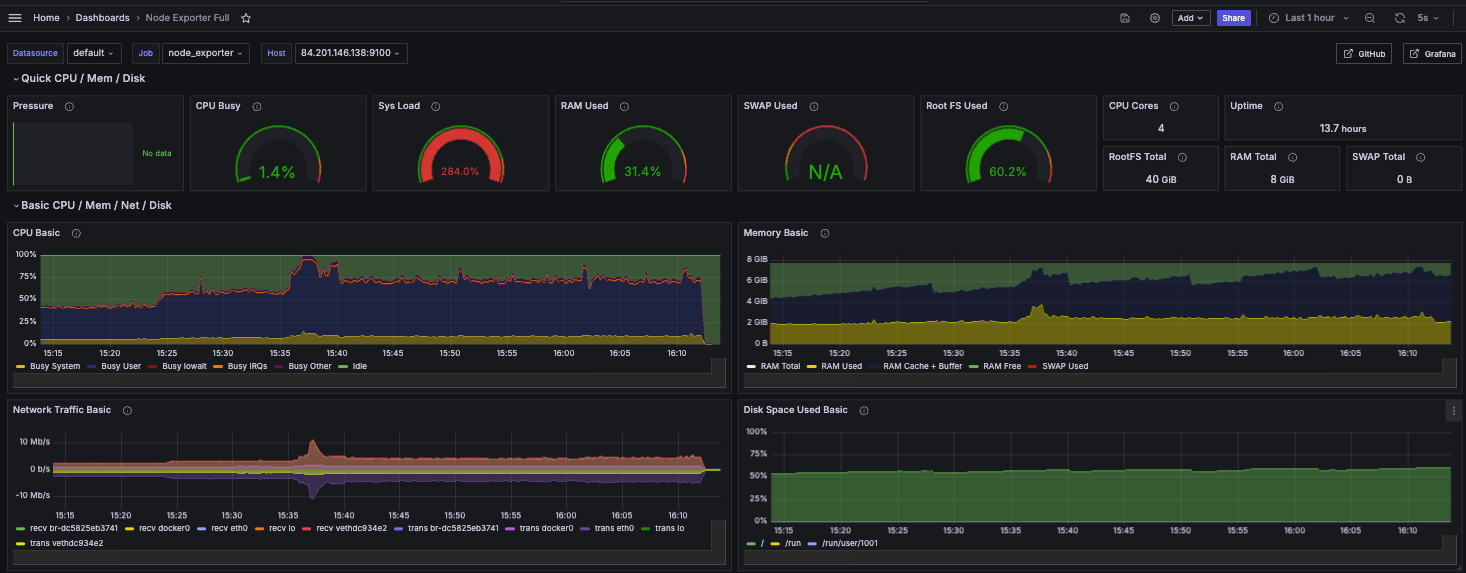 Home › Dashboards › Node Exporter Full
Add
Share
Last 1 hour
5s
Datasource default Job node_exporter Host 84.201.146.138:9100
GitHub Grafana
Quick CPU / Mem / Disk
Pressure
No data
CPU Busy
1.4%
Sys Load
284.0%
RAM Used
31.4%
SWAP Used
N/A
Root FS Used
60.2%
CPU Cores
4
Uptime
13.7 hours
RootFS Total
40 GiB
RAM Total
8 GiB
SWAP Total
0 B
Basic CPU / Mem / Net / Disk
CPU Basic
100%
75%
50%
25%
0%
15:15 15:20 15:25 15:30 15:35 15:40 15:45 15:50 15:55 16:00 16:05 16:10
Busy System Busy User Busy Iowait Busy IRQs Busy Other Idle
Memory Basic
8 GiB
6 GiB
4 GiB
2 GiB
0 B
15:15 15:20 15:25 15:30 15:35 15:40 15:45 15:50 15:55 16:00 16:05 16:10
RAM Total RAM Used RAM Cache + Buffer RAM Free SWAP Used
Network Traffic Basic
10 Mb/s
0 b/s
-10 Mb/s
15:15 15:20 15:25 15:30 15:35 15:40 15:45 15:50 15:55 16:00 16:05 16:10
recv br-dc5825eb3741 recv docker0 recv eth0 recv lo recv vethdc934e2 trans br-dc5825eb3741 trans docker0 trans eth0 trans lo
trans vethdc934e2
Disk Space Used Basic
100%
75%
50%
25%
0%
15:15 15:20 15:25 15:30 15:35 15:40 15:45 15:50 15:55 16:00 16:05 16:10
/ /run /run/user/1001